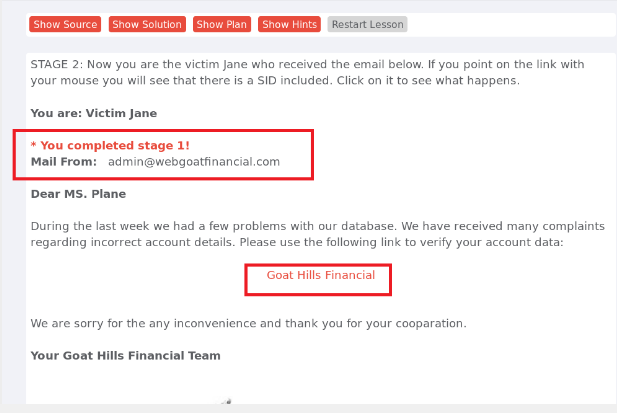 Show Source Show Solution Show Plan Show Hints Restart Lesson
STAGE 2: Now you are the victim Jane who received the email below. If you point on the link with
your mouse you will see that there is a SID included. Click on it to see what happens.
You are: Victim Jane
* You completed stage 1!
Mail From: admin@webgoatfinancial.com
Dear MS. Plane
During the last week we had a few problems with our database. We have received many complaints
regarding incorrect account details. Please use the following link to verify your account data:
Goat Hills Financial
We are sorry for the any inconvenience and thank you for your cooparation.
Your Goat Hills Financial Team